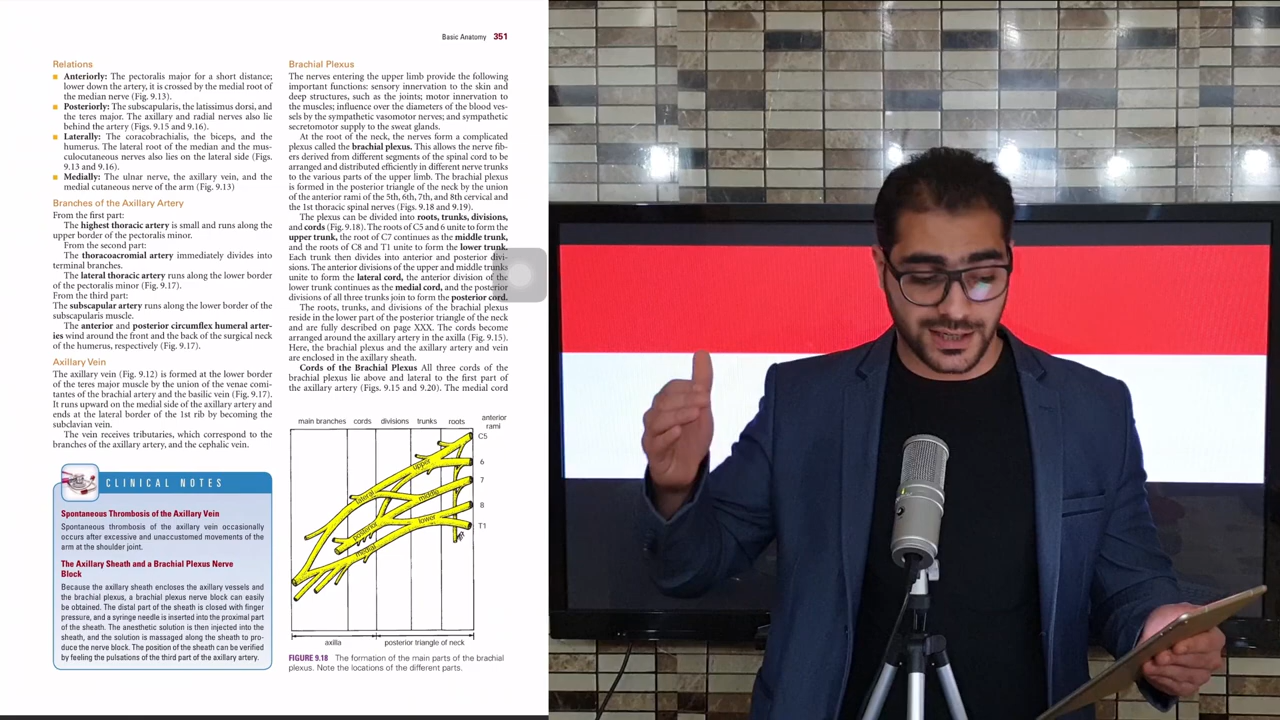 Basic Anatomy 351
Relations
Anteriorly: The pectoralis major for a short distance;
lower down the artery, it is crossed by the medial root of
the median nerve (Fig. 9.13).
Posteriorly: The subscapularis, the latissimus dorsi, and
the teres major. The axillary and radial nerves also lie
behind the artery (Figs. 9.15 and 9.16).
Laterally: The coracobrachialis, the biceps, and the
humerus. The lateral root of the median and the mus-
culocutaneous nerves also lies on the lateral side (Figs.
9.13 and 9.16).
Medially: The ulnar nerve, the axillary vein, and the
medial cutaneous nerve of the arm (Fig. 9.13)
Branches of the Axillary Artery
From the first part:
The highest thoracic artery is small and runs along the
upper border of the pectoralis minor.
From the second part:
The thoracoacromial artery immediately divides into
terminal branches.
The lateral thoracic artery runs along the lower border
of the pectoralis minor (Fig. 9.17).
From the third part:
The subscapular artery runs along the lower border of the
subscapularis muscle.
The anterior and posterior circumflex humeral arter-
ies wind around the front and the back of the surgical neck
of the humerus, respectively (Fig. 9.17).
Axillary Vein
The axillary vein (Fig. 9.12) is formed at the lower border
of the teres major muscle by the union of the venae comi-
tantes of the brachial artery and the basilic vein (Fig. 9.17).
It runs upward on the medial side of the axillary artery and
ends at the lateral border of the 1st rib by becoming the
subclavian vein.
The vein receives tributaries, which correspond to the
branches of the axillary artery, and the cephalic vein.
CLINICAL NOTES
Spontaneous Thrombosis of the Axillary Vein
Spontaneous thrombosis of the axillary vein occasionally
occurs after excessive and unaccustomed movements of the
arm at the shoulder joint.
The Axillary Sheath and a Brachial Plexus Nerve
Block
Because the axillary sheath encloses the axillary vessels and
the brachial plexus, a brachial plexus nerve block can easily
be obtained. The distal part of the sheath is closed with finger
pressure, and a syringe needle is inserted into the proximal part
of the sheath. The anesthetic solution is then injected into the
sheath, and the solution is massaged along the sheath to pro-
duce the nerve block. The position of the sheath can be verified
by feeling the pulsations of the third part of the axillary artery.
Brachial Plexus
The nerves entering the upper limb provide the following
important functions: sensory innervation to the skin and
deep structures, such as the joints; motor innervation to
the muscles; influence over the diameters of the blood ves-
sels by the sympathetic vasomotor nerves; and sympathetic
secretomotor supply to the sweat glands.
At the root of the neck, the nerves form a complicated
plexus called the brachial plexus. This allows the nerve fib-
ers derived from different segments of the spinal cord to be
arranged and distributed efficiently in different nerve trunks
to the various parts of the upper limb. The brachial plexus
is formed in the posterior triangle of the neck by the union
of the anterior rami of the 5th, 6th, 7th, and 8th cervical and
the 1st thoracic spinal nerves (Figs. 9.18 and 9.19).
The plexus can be divided into roots, trunks, divisions,
and cords (Fig. 9.18). The roots of C5 and 6 unite to form the
upper trunk, the root of C7 continues as the middle trunk,
and the roots of C8 and T1 unite to form the lower trunk.
Each trunk then divides into anterior and posterior divi-
sions. The anterior divisions of the upper and middle trunks
unite to form the lateral cord, the anterior division of the
lower trunk continues as the medial cord, and the posterior
divisions of all three trunks join to form the posterior cord.
The roots, trunks, and divisions of the brachial plexus
reside in the lower part of the posterior triangle of the neck
and are fully described on page XXX. The cords become
arranged around the axillary artery in the axilla (Fig. 9.15).
Here, the brachial plexus and the axillary artery and vein
are enclosed in the axillary sheath.
Cords of the Brachial Plexus All three cords of the
brachial plexus lie above and lateral to the first part of
the axillary artery (Figs. 9.15 and 9.20). The medial cord
main branches cords divisions trunks roots anterior
rami
C5
6
7
8
T1
upper
lateral
middle
posterior
lower
medial
axilla posterior triangle of neck
FIGURE 9.18 The formation of the main parts of the brachial
plexus. Note the locations of the different parts.